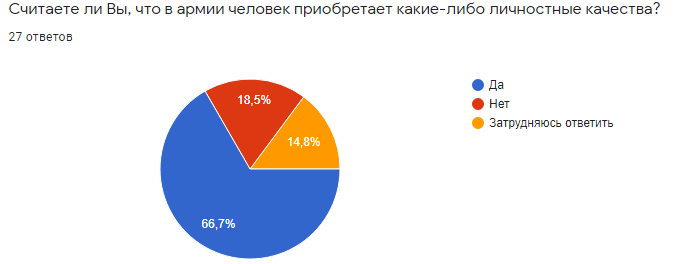 Считаете ли Вы, что в армии человек приобретает какие-либо личностные качества?
27 ответов
Да
Нет
Затрудняюсь ответить
18,5%
14,8%
66,7%